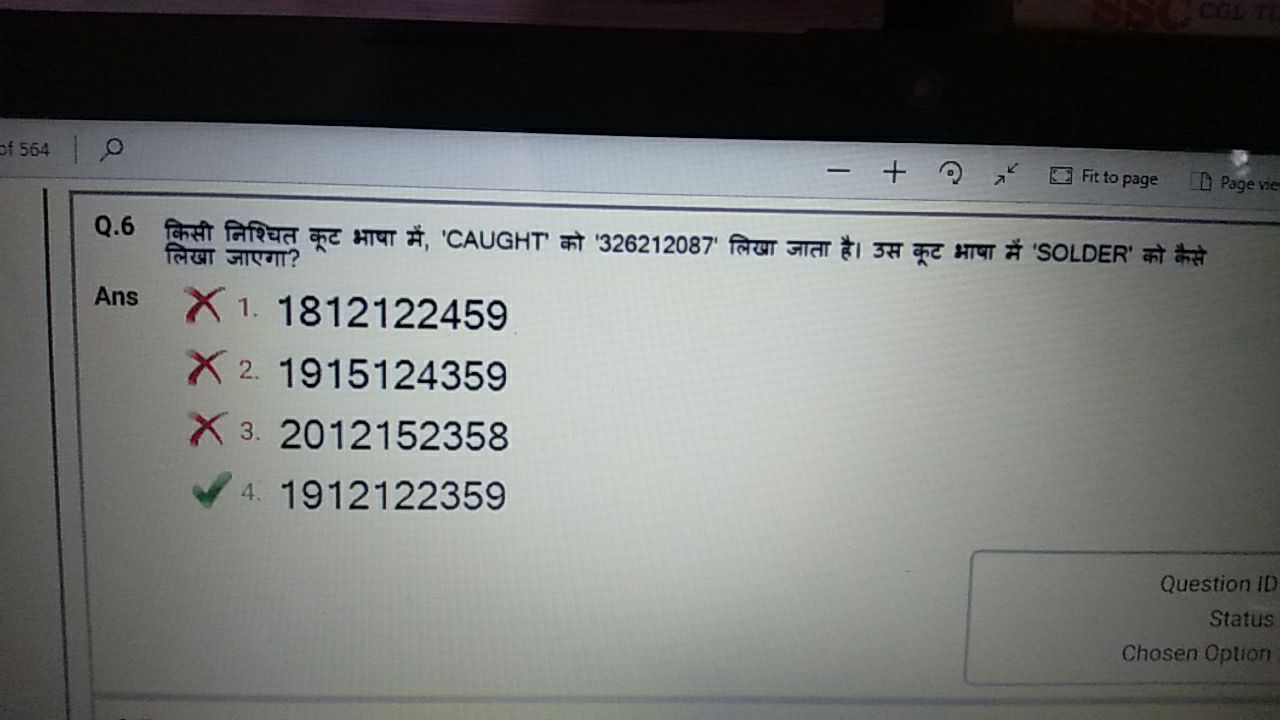 SSC CGL
of 564
Fit to page
Page vie
Q.6 किसी निश्चित कूट भाषा में, 'CAUGHT' को '326212087' लिखा जाता है। उस कूट भाषा में 'SOLDER' को कैसे
लिखा जाएगा?
Ans
1. 1812122459
2. 1915124359
3. 2012152358
4. 1912122359
Question ID
Status
Chosen Option